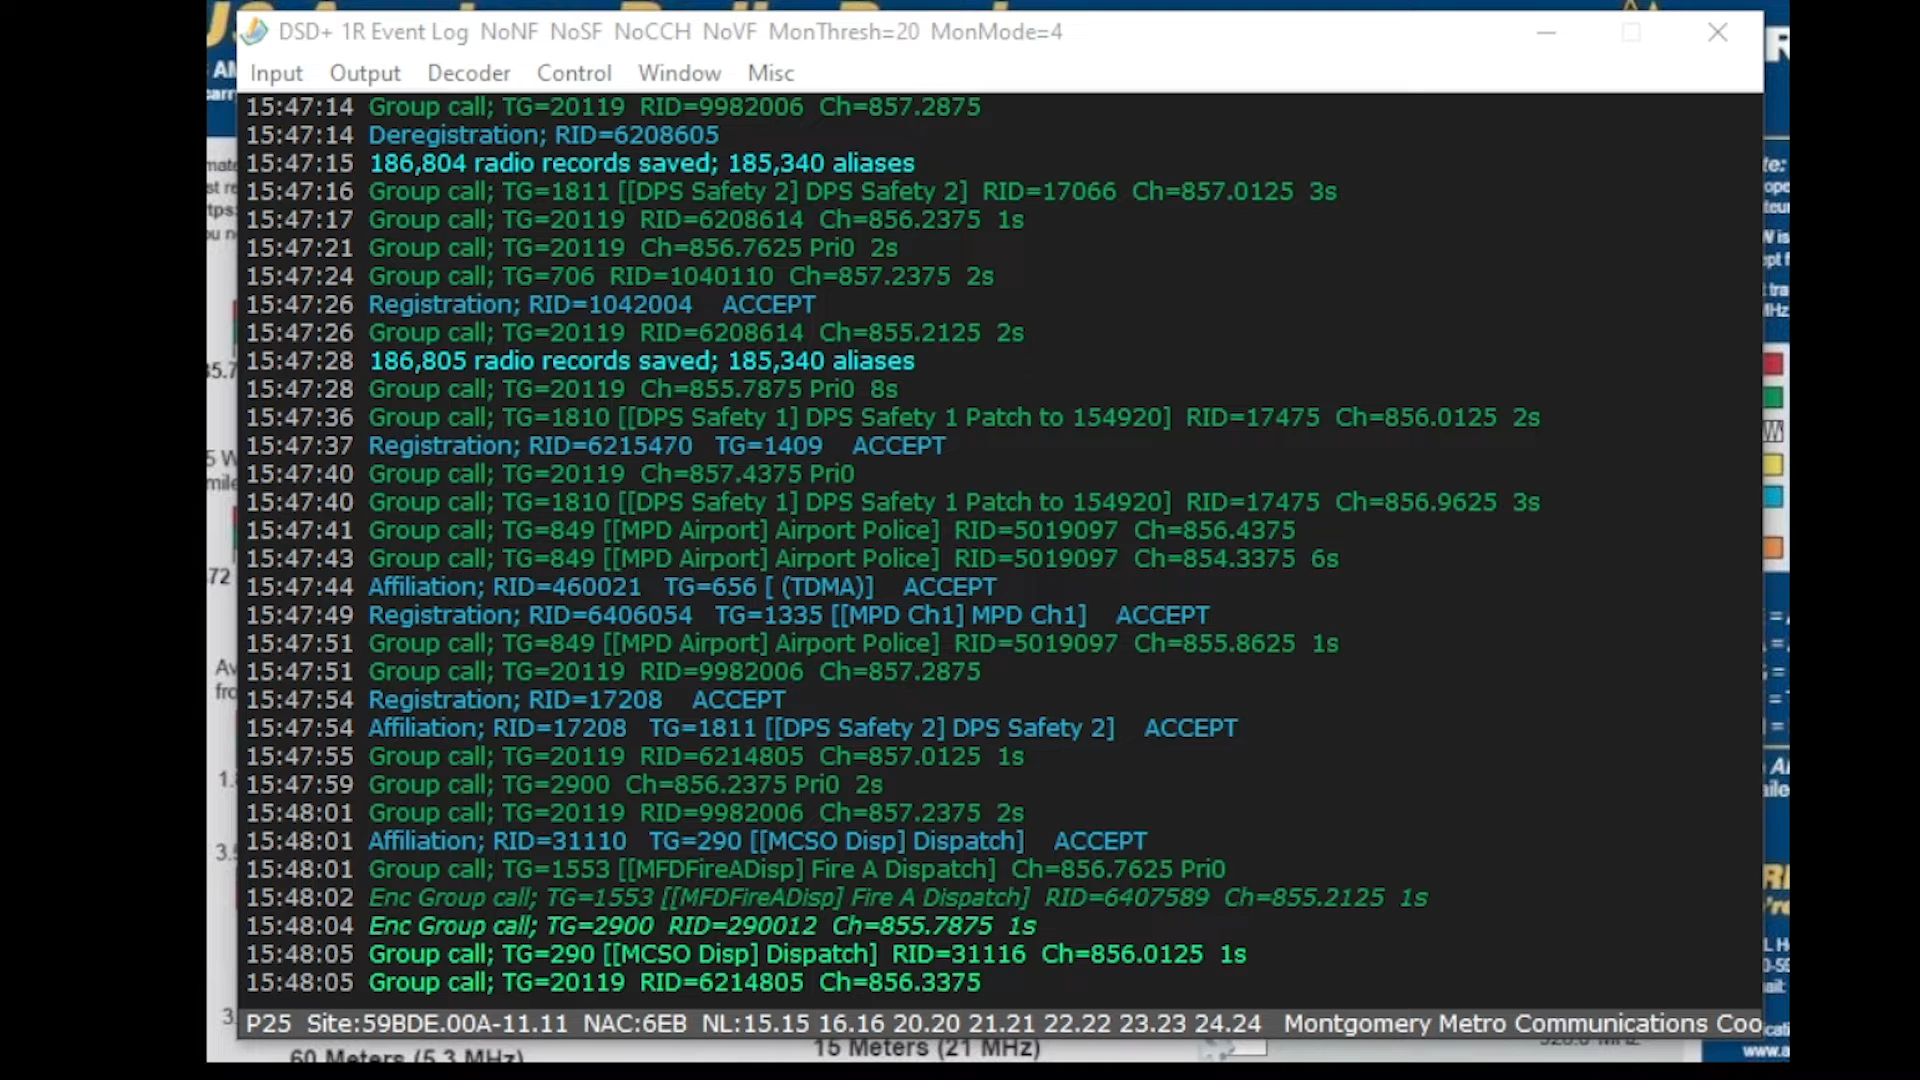 DSD+ 1R Event Log  NoNF  NoSF  NoCCH  NoVF  MonThresh=20  MonMode=4
Input   Output   Decoder   Control   Window   Misc
15:47:14  Group call; TG=20119  RID=9982006  Ch=857.2875
15:47:14  Deregistration; RID=6208605
15:47:15  186,804 radio records saved; 185,340 aliases
15:47:16  Group call; TG=1811 [[DPS Safety 2] DPS Safety 2]  RID=17066  Ch=857.0125  3s
15:47:17  Group call; TG=20119  RID=6208614  Ch=856.2375  1s
15:47:21  Group call; TG=20119  Ch=856.7625 Pri0  2s
15:47:24  Group call; TG=706  RID=1040110  Ch=857.2375  2s
15:47:26  Registration; RID=1042004    ACCEPT
15:47:26  Group call; TG=20119  RID=6208614  Ch=855.2125  2s
15:47:28  186,805 radio records saved; 185,340 aliases
15:47:28  Group call; TG=20119  Ch=855.7875 Pri0  8s
15:47:36  Group call; TG=1810 [[DPS Safety 1] DPS Safety 1 Patch to 154920]  RID=17475  Ch=856.0125  2s
15:47:37  Registration; RID=6215470   TG=1409    ACCEPT
15:47:40  Group call; TG=20119  Ch=857.4375 Pri0
15:47:40  Group call; TG=1810 [[DPS Safety 1] DPS Safety 1 Patch to 154920]  RID=17475  Ch=856.9625  3s
15:47:41  Group call; TG=849 [[MPD Airport] Airport Police]  RID=5019097  Ch=856.4375
15:47:43  Group call; TG=849 [[MPD Airport] Airport Police]  RID=5019097  Ch=854.3375  6s
15:47:44  Affiliation; RID=460021   TG=656 [ (TDMA)]    ACCEPT
15:47:49  Registration; RID=6406054   TG=1335 [[MPD Ch1] MPD Ch1]    ACCEPT
15:47:51  Group call; TG=849 [[MPD Airport] Airport Police]  RID=5019097  Ch=855.8625  1s
15:47:51  Group call; TG=20119  RID=9982006  Ch=857.2875
15:47:54  Registration; RID=17208    ACCEPT
15:47:54  Affiliation; RID=17208   TG=1811 [[DPS Safety 2] DPS Safety 2]    ACCEPT
15:47:55  Group call; TG=20119  RID=6214805  Ch=857.0125  1s
15:47:59  Group call; TG=2900  Ch=856.2375 Pri0  2s
15:48:01  Group call; TG=20119  RID=9982006  Ch=857.2375  2s
15:48:01  Affiliation; RID=31110   TG=290 [[MCSO Disp] Dispatch]    ACCEPT
15:48:01  Group call; TG=1553 [[MFDFireADisp] Fire A Dispatch]  Ch=856.7625 Pri0
15:48:02  Enc Group call; TG=1553 [[MFDFireADisp] Fire A Dispatch]  RID=6407589  Ch=855.2125  1s
15:48:04  Enc Group call; TG=2900  RID=290012  Ch=855.7875  1s
15:48:05  Group call; TG=290 [[MCSO Disp] Dispatch]  RID=31116  Ch=856.0125  1s
15:48:05  Group call; TG=20119  RID=6214805  Ch=856.3375
P25  Site:59BDE.00A-11.11  NAC:6EB  NL:15.15 16.16 20.20 21.21 22.22 23.23 24.24   Montgomery Metro Communications Coo
60 Meters (5.3 MHz)
15 Meters (21 MHz)